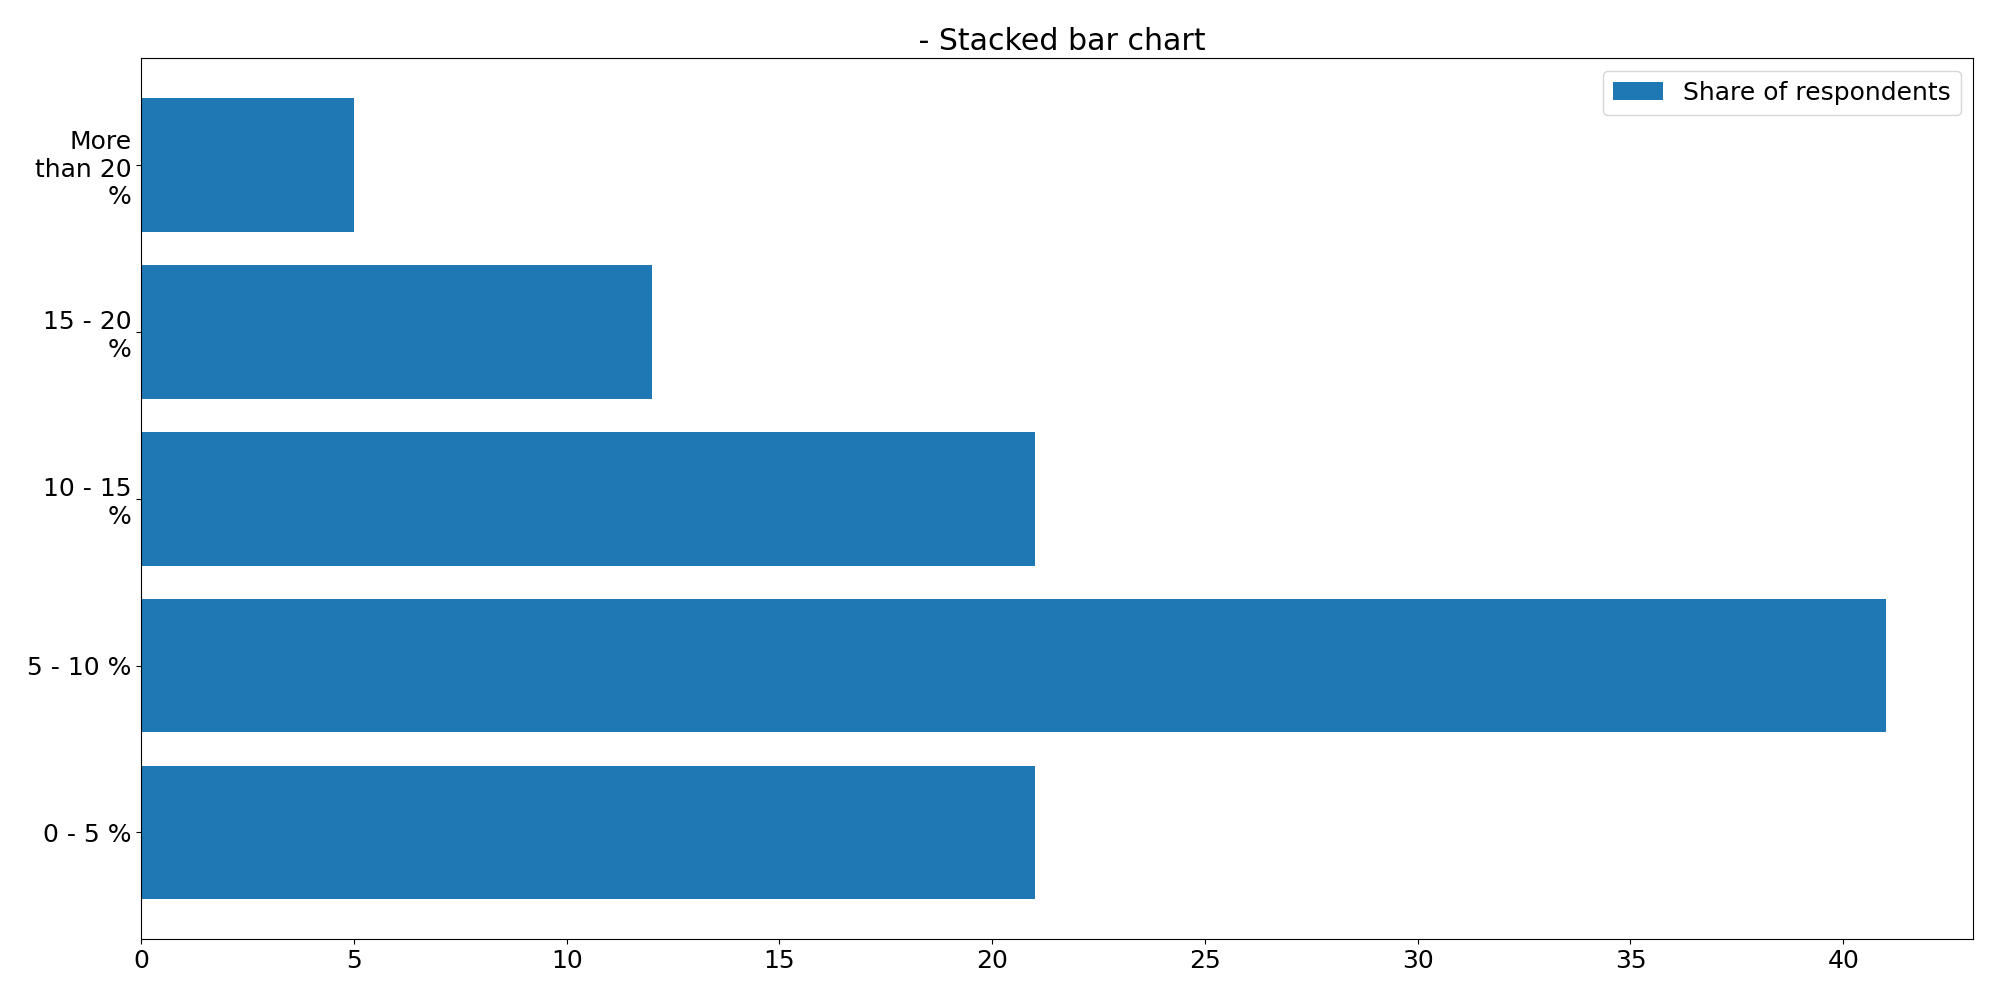 - Stacked bar chart
Share of respondents
More
than 20
%
15 - 20
%
10 - 15
%
5 - 10 %
0 - 5 %
0 5 10 15 20 25 30 35 40